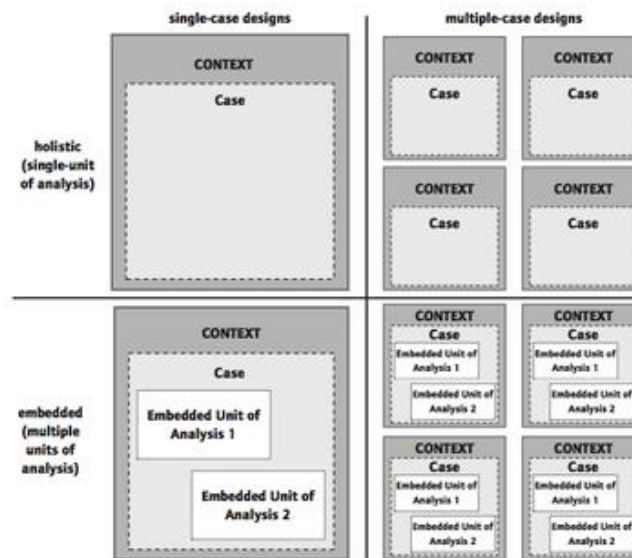 single-case designs
multiple-case designs
holistic
(single-unit
of analysis)
CONTEXT
Case
CONTEXT
Case
CONTEXT
Case
CONTEXT
Case
CONTEXT
Case
embedded
(multiple
units of
analysis)
CONTEXT
Case
Embedded Unit of
Analysis 1
Embedded Unit of
Analysis 2
CONTEXT
Case
Embedded Unit of
Analysis 1
Embedded Unit of
Analysis 2
CONTEXT
Case
Embedded Unit of
Analysis 1
Embedded Unit of
Analysis 2
CONTEXT
Case
Embedded Unit of
Analysis 1
Embedded Unit of
Analysis 2
CONTEXT
Case
Embedded Unit of
Analysis 1
Embedded Unit of
Analysis 2